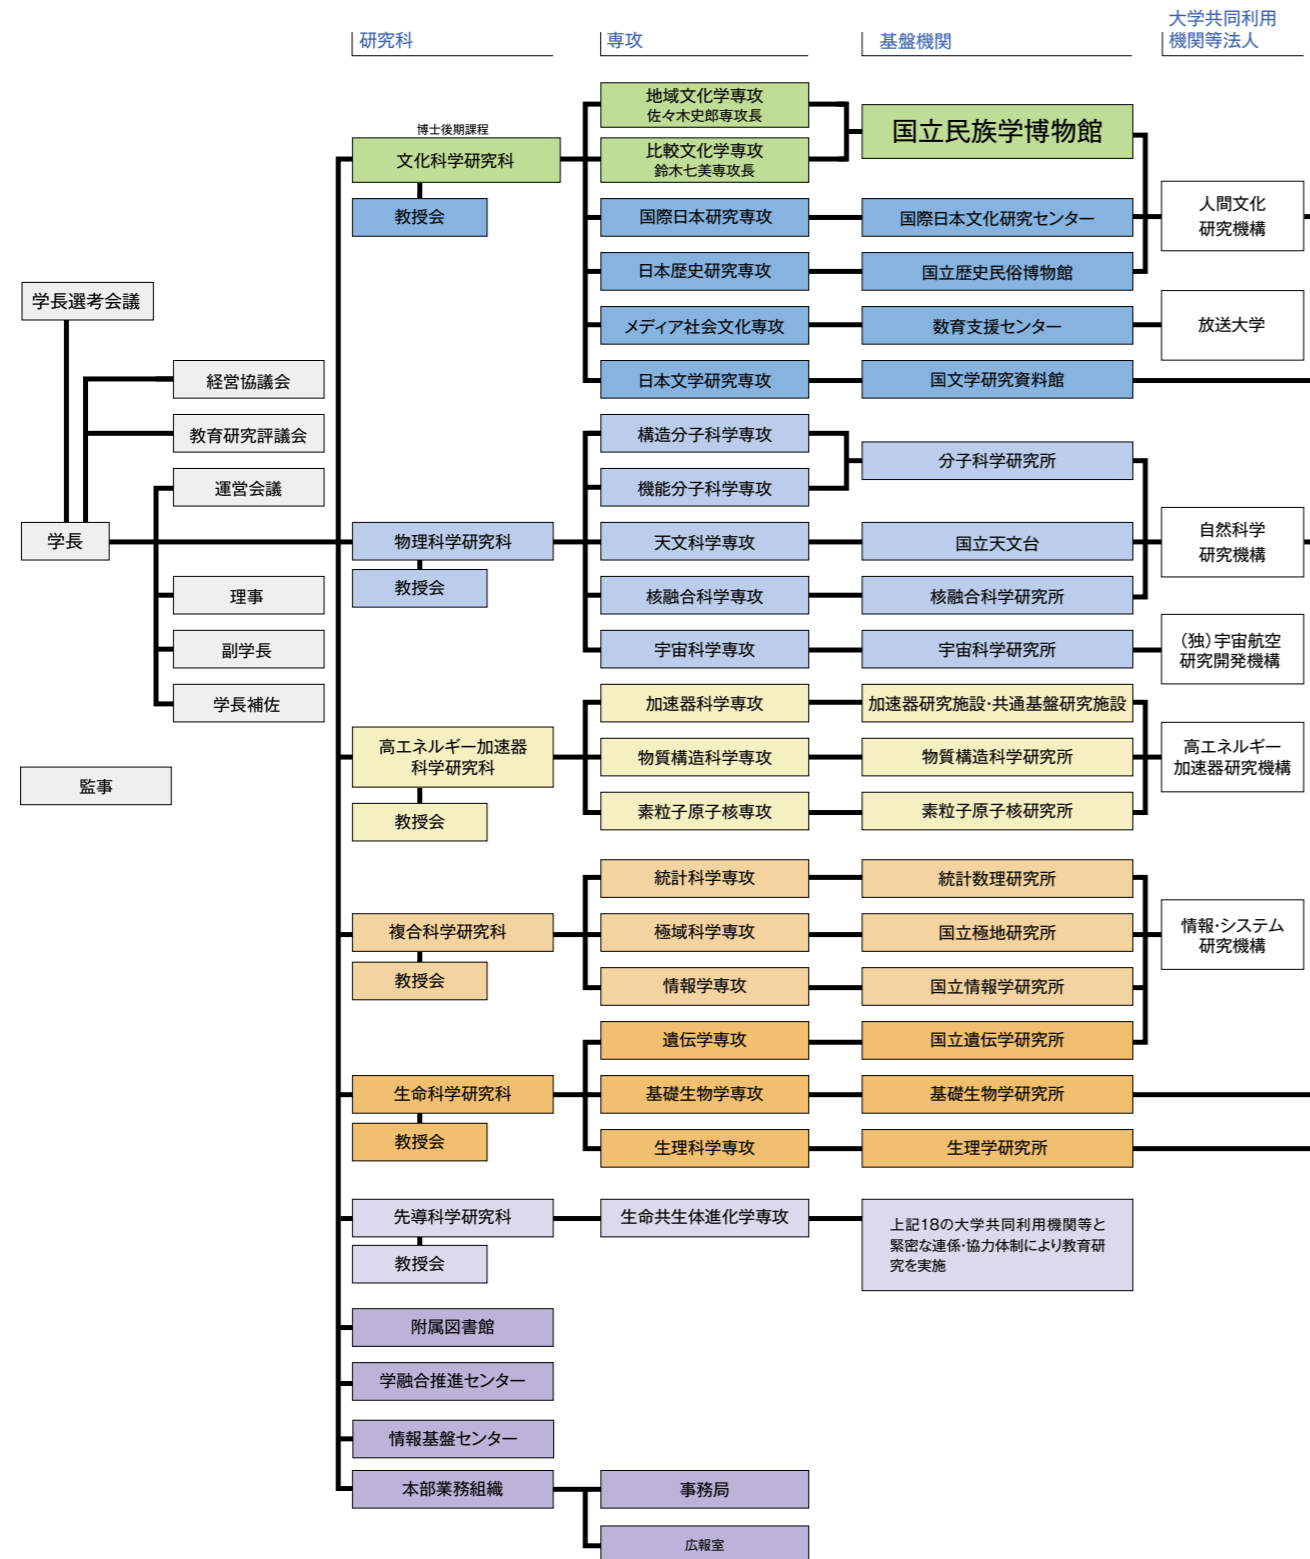 研究科
専攻
基盤機関
大学共同利用
機関等法人
博士後期課程
文化科学研究科
教授会
地域文化学専攻
佐々木史郎専攻長
比較文化学専攻
鈴木七美専攻長
国立民族学博物館
国際日本研究専攻
国際日本文化研究センター
日本歴史研究専攻
国立歴史民俗博物館
人間文化
研究機構
メディア社会文化専攻
数育支援センター
放送大学
日本文学研究専攻
国文学研究資料館
学長選考会議
経営協議会
教育研究評議会
運営会議
学長
理事
副学長
学長補佐
監事
物理科学研究科
教授会
構造分子科学専攻
機能分子科学専攻
分子科学研究所
天文科学専攻
国立天文台
核融合科学専攻
核融合科学研究所
自然科学
研究機構
宇宙科学専攻
宇宙科学研究所
（独）宇宙航空
研究開発機構
高エネルギー加速器
科学研究科
教授会
加速器科学専攻
加速器研究施設・共通基盤研究施設
物質構造科学専攻
物質構造科学研究所
素粒子原子核専攻
素粒子原子核研究所
高エネルギー
加速器研究機構
複合科学研究科
教授会
統計科学専攻
統計数理研究所
極域科学専攻
国立極地研究所
情報学専攻
国立情報学研究所
情報・システム
研究機構
生命科学研究科
教授会
遺伝学専攻
国立遺伝学研究所
基礎生物学専攻
基礎生物学研究所
生理科学専攻
生理学研究所
先導科学研究科
教授会
生命共生体進化学専攻
上記18の大学共同利用機関等と
緊密な連係・協力体制により教育研
究を実施
附属図書館
学融合推進センター
情報基盤センター
本部業務組織
事務局
広報室